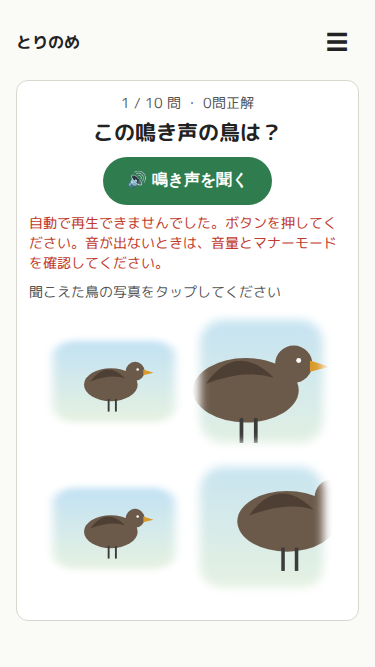 とりのめ
☰
1 / 10 問 · 0問正解
この鳴き声の鳥は？
🔊 鳴き声を聞く
自動で再生できませんでした。ボタンを押してく
ださい。音が出ないときは、音量とマナーモード
を確認してください。
聞こえた鳥の写真をタップしてください